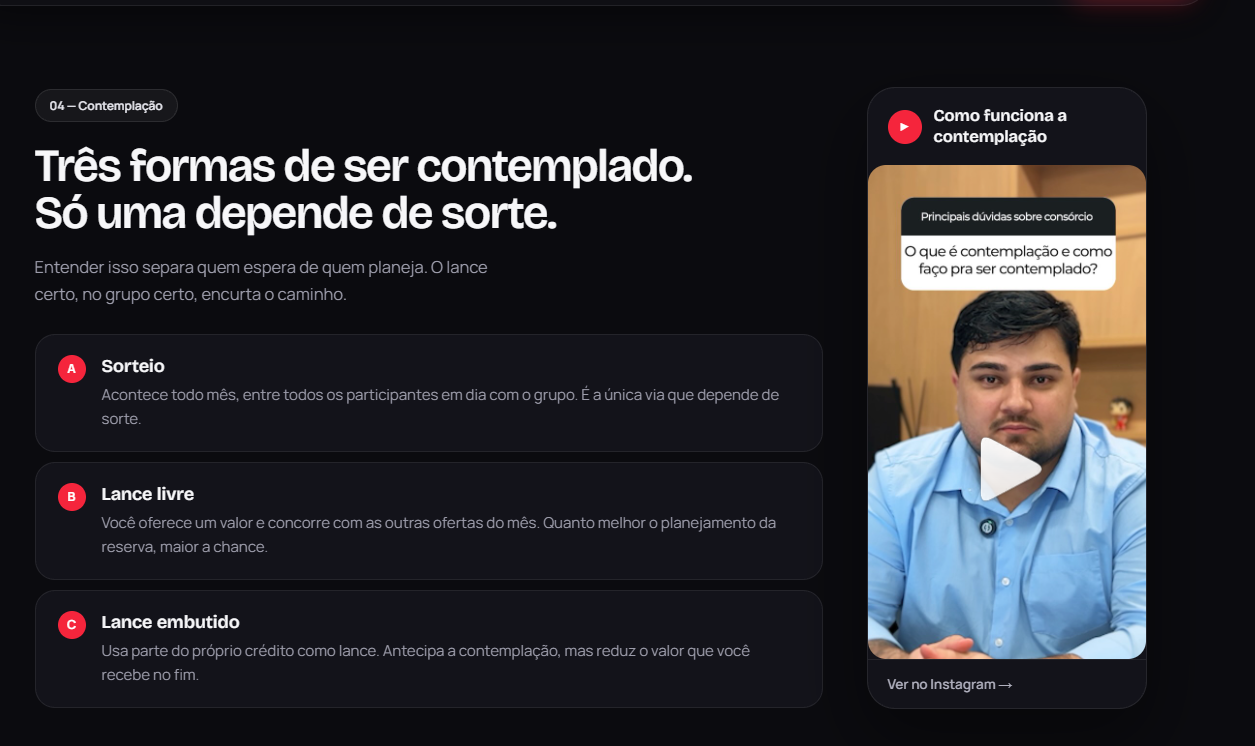 04 — Contemplação
Três formas de ser contemplado.
Só uma depende de sorte.
Entender isso separa quem espera de quem planeja. O lance
certo, no grupo certo, encurta o caminho.
A
Sorteio
Acontece todo mês, entre todos os participantes em dia com o grupo. É a única via que depende de
sorte.
B
Lance livre
Você oferece um valor e concorre com as outras ofertas do mês. Quanto melhor o planejamento da
reserva, maior a chance.
C
Lance embutido
Usa parte do próprio crédito como lance. Antecipa a contemplação, mas reduz o valor que você
recebe no fim.
Como funciona a
contemplação
Principais dúvidas sobre consórcio
O que é contemplação e como
faço pra ser contemplado?
Ver no Instagram →